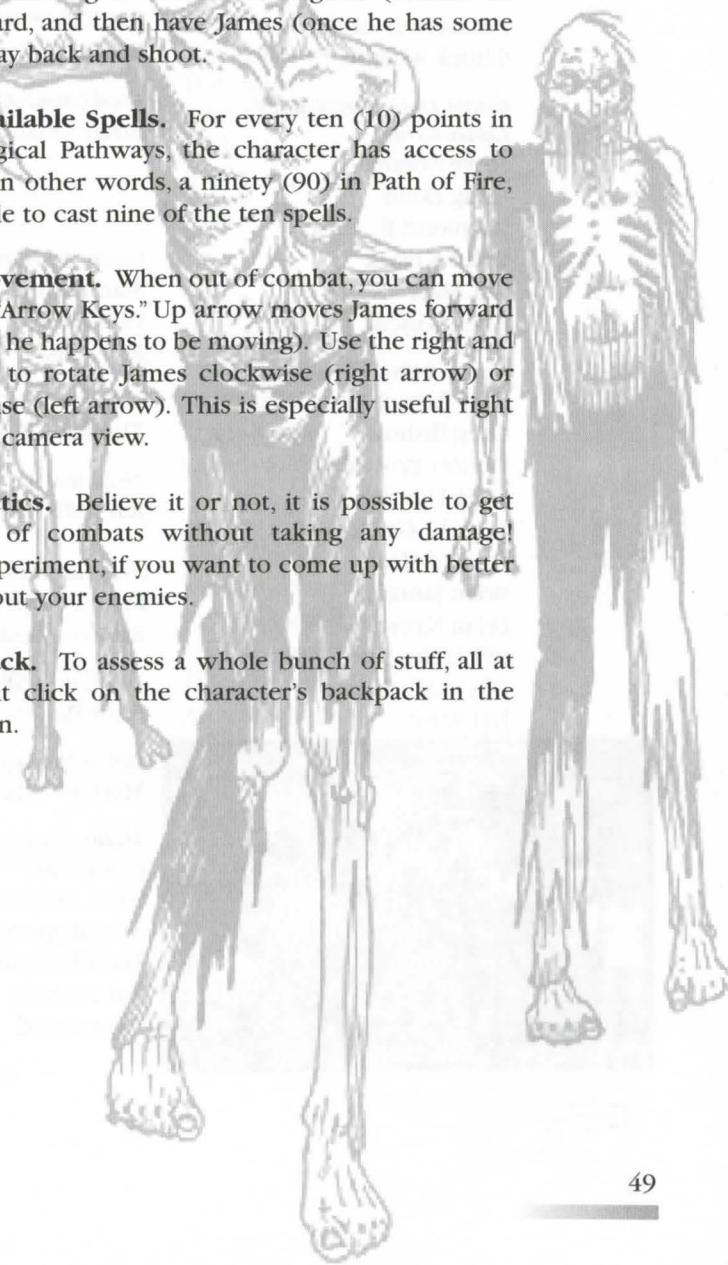 ard, and then have James (once he has some
ay back and shoot.
ailable Spells. For every ten (10) points in
gical Pathways, the character has access to
n other words, a ninety (90) in Path of Fire,
le to cast nine of the ten spells.
vement. When out of combat, you can move
"Arrow Keys." Up arrow moves James forward
he happens to be moving). Use the right and
to rotate James clockwise (right arrow) or
se (left arrow). This is especially useful right
camera view.
tics. Believe it or not, it is possible to get
of combats without taking any damage!
periment, if you want to come up with better
out your enemies.
ck. To assess a whole bunch of stuff, all at
t click on the character's backpack in the
n.
49